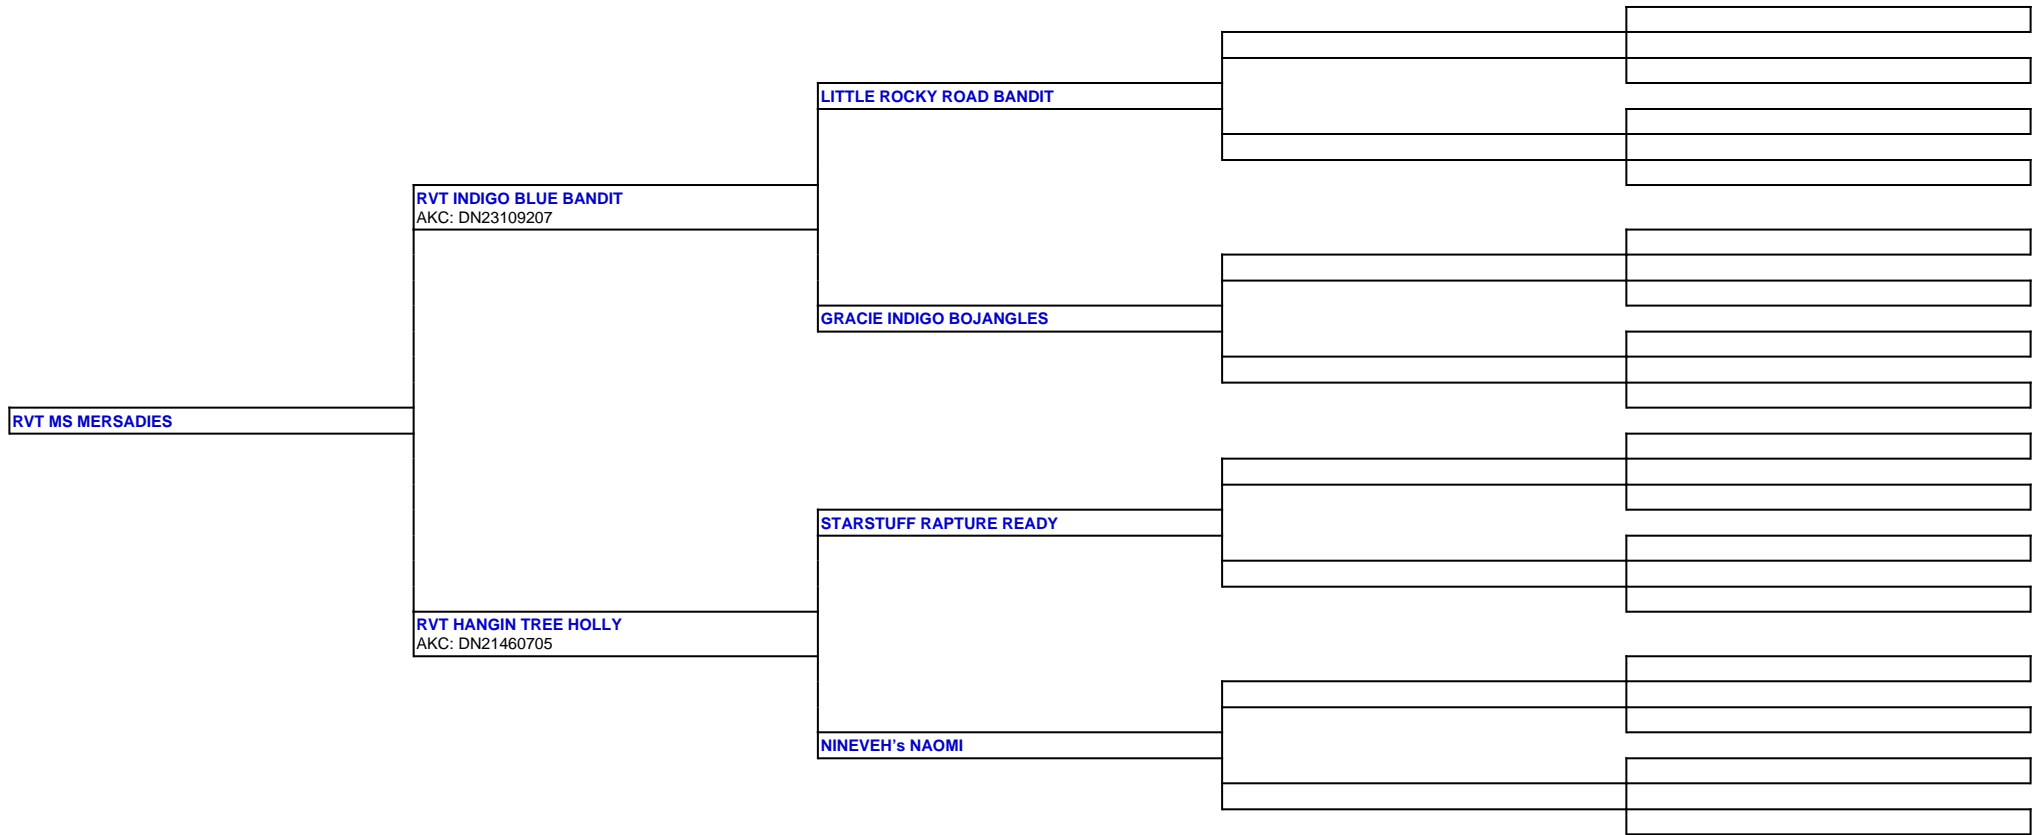 LITTLE ROCKY ROAD BANDIT
RVT INDIGO BLUE BANDIT
AKC: DN23109207
GRACIE INDIGO BOJANGLES
RVT MS MERSADIES
STARSTUFF RAPTURE READY
RVT HANGIN TREE HOLLY
AKC: DN21460705
NINEVEH's NAOMI